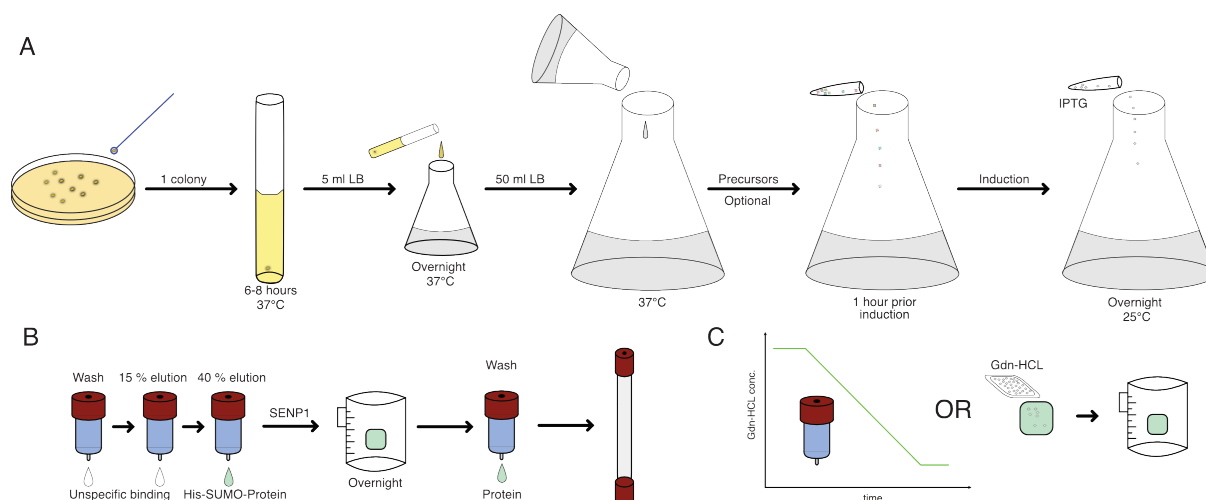 A
1 colony
6-8 hours
37°C
5 ml LB
Overnight
37°C
50 ml LB
37°C
Precursors
Optional
1 hour prior
induction
Induction
IPTG
Overnight
25°C
B
Wash
15 % elution
40 % elution
Unspecific binding
His-SUMO-Protein
SENP1
Overnight
Wash
Protein
C
Gdn-HCL conc.
time
OR
Gdn-HCL